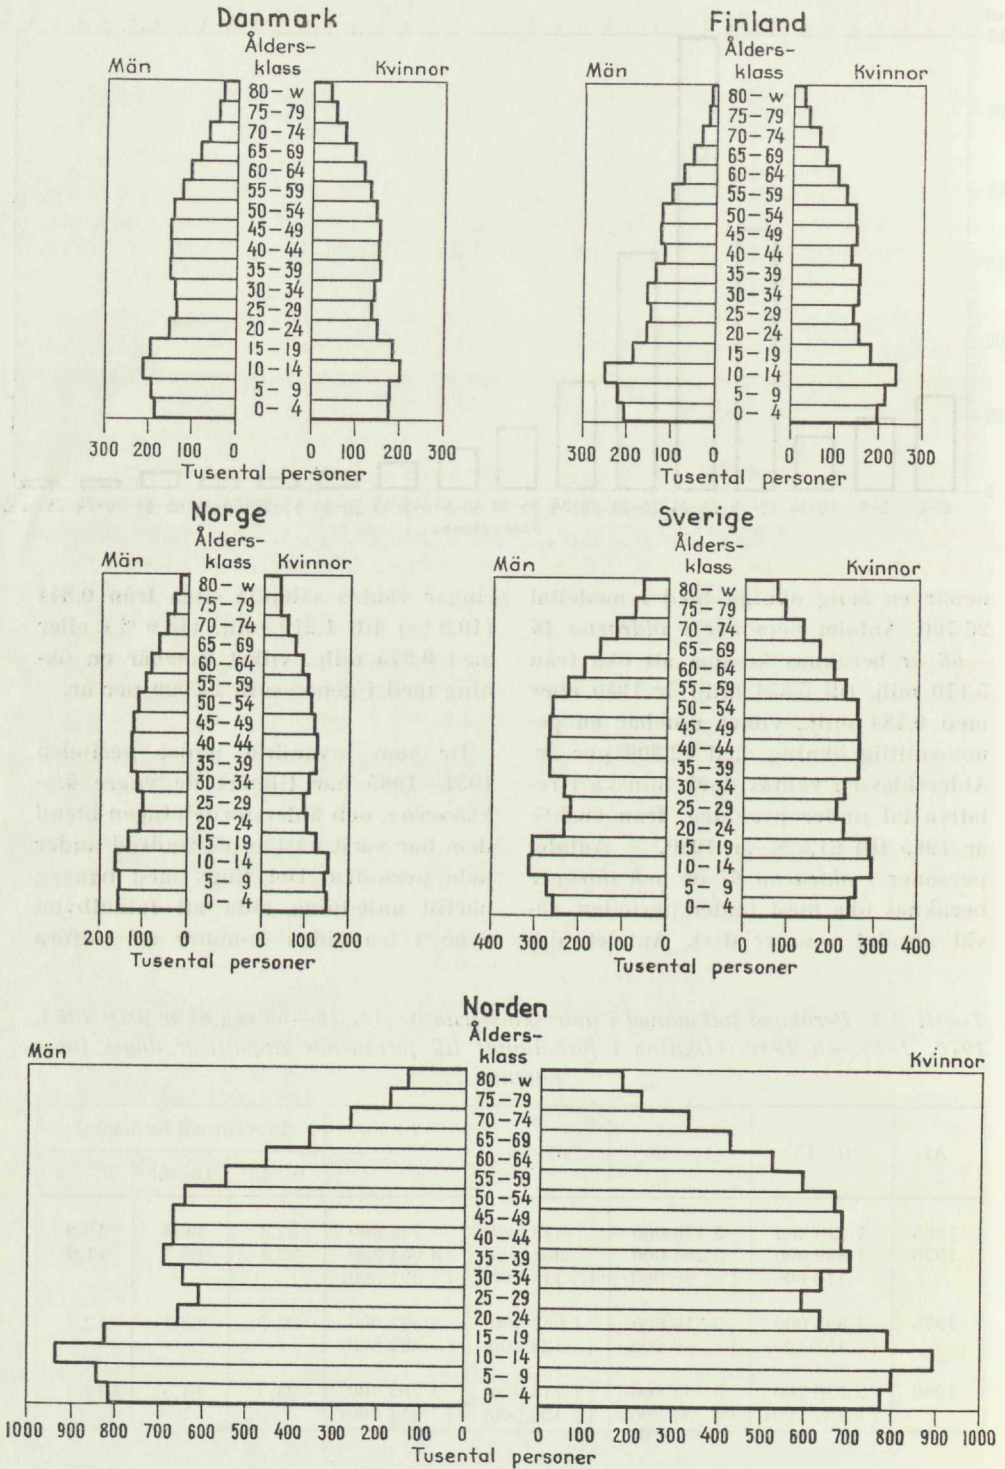 Danmark
Män
Ålders-
klass
Kvinnor
80 – w
75 – 79
70 – 74
65 – 69
60 – 64
55 – 59
50 – 54
45 – 49
40 – 44
35 – 39
30 – 34
25 – 29
20 – 24
15 – 19
10 – 14
5 – 9
0 – 4
300 200 100 0 0 100 200 300
Tusental personer
Finland
Män
Ålders-
klass
Kvinnor
80 – w
75 – 79
70 – 74
65 – 69
60 – 64
55 – 59
50 – 54
45 – 49
40 – 44
35 – 39
30 – 34
25 – 29
20 – 24
15 – 19
10 – 14
5 – 9
0 – 4
300 200 100 0 0 100 200 300
Tusental personer
Norge
Män
Ålders-
klass
Kvinnor
80 – w
75 – 79
70 – 74
65 – 69
60 – 64
55 – 59
50 – 54
45 – 49
40 – 44
35 – 39
30 – 34
25 – 29
20 – 24
15 – 19
10 – 14
5 – 9
0 – 4
200 100 0 0 100 200
Tusental personer
Sverige
Män
Ålders-
klass
Kvinnor
80 – w
75 – 79
70 – 74
65 – 69
60 – 64
55 – 59
50 – 54
45 – 49
40 – 44
35 – 39
30 – 34
25 – 29
20 – 24
15 – 19
10 – 14
5 – 9
0 – 4
400 300 200 100 0 0 100 200 300 400
Tusental personer
Norden
Män
Ålders-
klass
Kvinnor
80 – w
75 – 79
70 – 74
65 – 69
60 – 64
55 – 59
50 – 54
45 – 49
40 – 44
35 – 39
30 – 34
25 – 29
20 – 24
15 – 19
10 – 14
5 – 9
0 – 4
1000 900 800 700 600 500 400 300 200 100 0 0 100 200 300 400 500 600 700 800 900 1000
Tusental personer